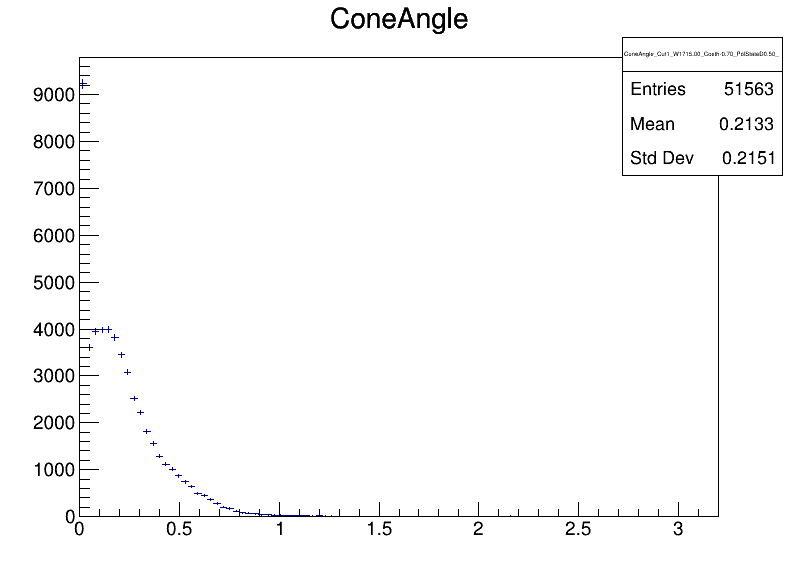 ConeAngle
ConeAngle_Cut1_W1715.00_Costh-0.70_PolStateD0.50_
Entries 51563
Mean 0.2133
Std Dev 0.2151
9000
8000
7000
6000
5000
4000
3000
2000
1000
0
0 0.5 1 1.5 2 2.5 3